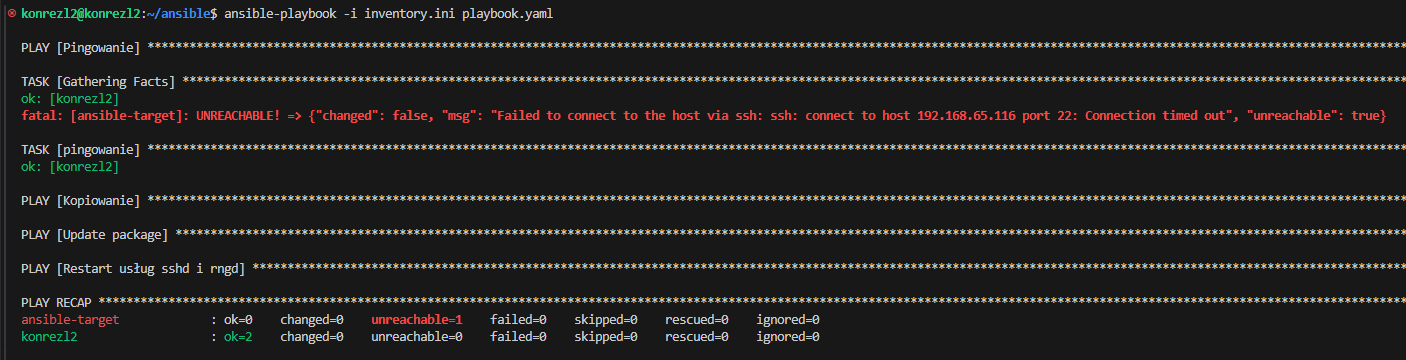 konrezl2@konrezl2:~/ansible$ ansible-playbook -i inventory.ini playbook.yaml
PLAY [Pingowanie] ****************************************************************************************************************************************************************************************
TASK [Gathering Facts] ***********************************************************************************************************************************************************************************
ok: [konrezl2]
fatal: [ansible-target]: UNREACHABLE! => {"changed": false, "msg": "Failed to connect to the host via ssh: ssh: connect to host 192.168.65.116 port 22: Connection timed out", "unreachable": true}
TASK [pingowanie] ****************************************************************************************************************************************************************************************
ok: [konrezl2]
PLAY [Kopiowanie] ****************************************************************************************************************************************************************************************
PLAY [Update package] ************************************************************************************************************************************************************************************
PLAY [Restart usług sshd i rngd] *************************************************************************************************************************************************************************
PLAY RECAP ***********************************************************************************************************************************************************************************************
ansible-target             : ok=0    changed=0    unreachable=1    failed=0    skipped=0    rescued=0    ignored=0
konrezl2                   : ok=2    changed=0    unreachable=0    failed=0    skipped=0    rescued=0    ignored=0